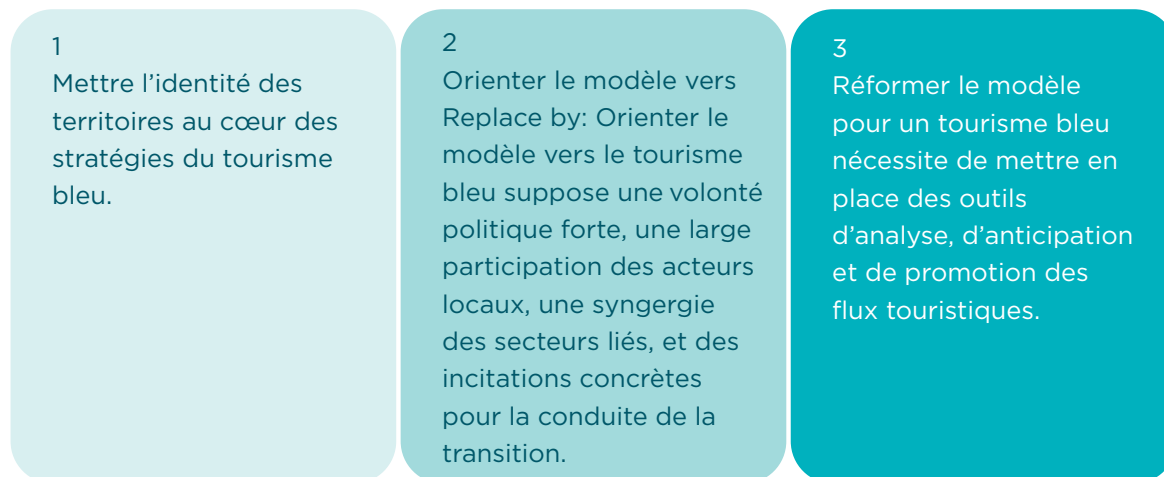 1
Mettre l’identité des
territoires au cœur des
stratégies du tourisme
bleu.
2
Orienter le modèle vers
Replace by: Orienter le
modèle vers le tourisme
bleu suppose une volonté
politique forte, une large
participation des acteurs
locaux, une syngergie
des secteurs liés, et des
incitations concrètes
pour la conduite de la
transition.
3
Réformer le modèle
pour un tourisme bleu
nécessite de mettre en
place des outils
d’analyse, d’anticipation
et de promotion des
flux touristiques.